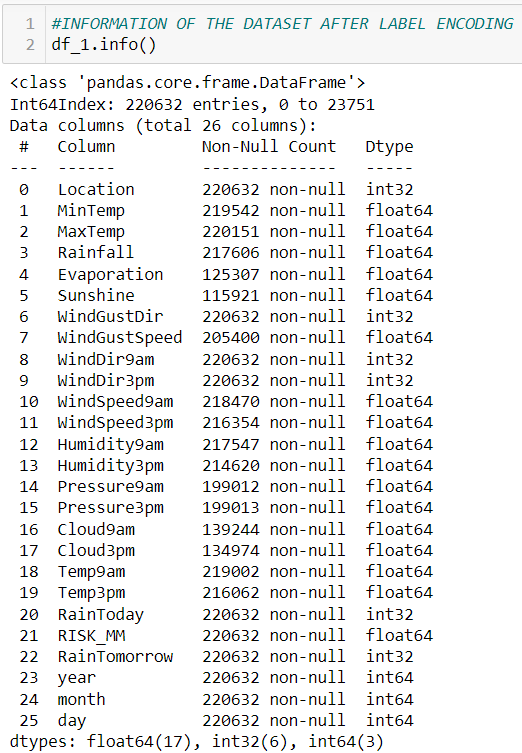 1 #INFORMATION OF THE DATASET AFTER LABEL ENCODING
2 df_1.info()
<class 'pandas.core.frame.DataFrame'>
Int64Index: 220632 entries, 0 to 23751
Data columns (total 26 columns):
 #   Column         Non-Null Count   Dtype
---  ------         --------------   -----
 0   Location       220632 non-null  int32
 1   MinTemp        219542 non-null  float64
 2   MaxTemp        220151 non-null  float64
 3   Rainfall       217606 non-null  float64
 4   Evaporation    125307 non-null  float64
 5   Sunshine       115921 non-null  float64
 6   WindGustDir    220632 non-null  int32
 7   WindGustSpeed  205400 non-null  float64
 8   WindDir9am     220632 non-null  int32
 9   WindDir3pm     220632 non-null  int32
 10  WindSpeed9am   218470 non-null  float64
 11  WindSpeed3pm   216354 non-null  float64
 12  Humidity9am    217547 non-null  float64
 13  Humidity3pm    214620 non-null  float64
 14  Pressure9am    199012 non-null  float64
 15  Pressure3pm    199013 non-null  float64
 16  Cloud9am       139244 non-null  float64
 17  Cloud3pm       134974 non-null  float64
 18  Temp9am        219002 non-null  float64
 19  Temp3pm        216062 non-null  float64
 20  RainToday      220632 non-null  int32
 21  RISK_MM        220632 non-null  float64
 22  RainTomorrow   220632 non-null  int32
 23  year           220632 non-null  int64
 24  month          220632 non-null  int64
 25  day            220632 non-null  int64
dtypes: float64(17), int32(6), int64(3)